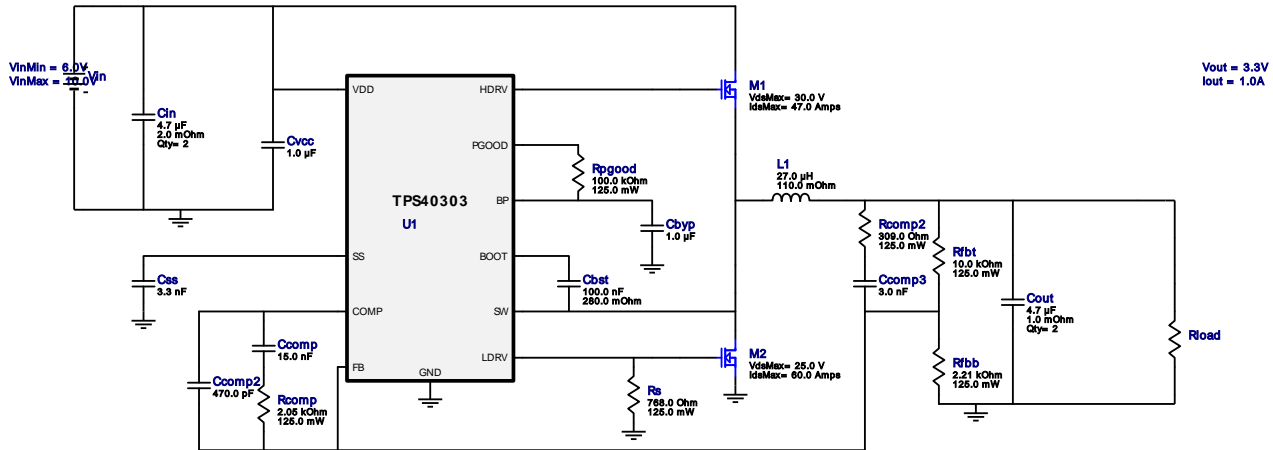 VinMin = 6.0V
VinMax = 10.0V
Vin
Cin
4.7 µF
2.0 mOhm
Qty= 2
Cvcc
1.0 µF
VDD
HDRV
PGOOD
BP
BOOT
SW
LDRV
GND
SS
COMP
FB
TPS40303
U1
Rpgood
100.0 kOhm
125.0 mW
Cbyp
1.0 µF
Cbst
100.0 nF
280.0 mOhm
M1
VdsMax= 30.0 V
IdsMax= 47.0 Amps
L1
27.0 µH
110.0 mOhm
Vout = 3.3V
Iout = 1.0A
Rcomp2
309.0 Ohm
125.0 mW
Ccomp3
3.0 nF
Rfbt
10.0 kOhm
125.0 mW
Rfbb
2.21 kOhm
125.0 mW
Cout
4.7 µF
1.0 mOhm
Qty= 2
Rload
Css
3.3 nF
Ccomp
15.0 nF
Ccomp2
470.0 pF
Rcomp
2.05 kOhm
125.0 mW
Rs
768.0 Ohm
125.0 mW
M2
VdsMax= 25.0 V
IdsMax= 60.0 Amps